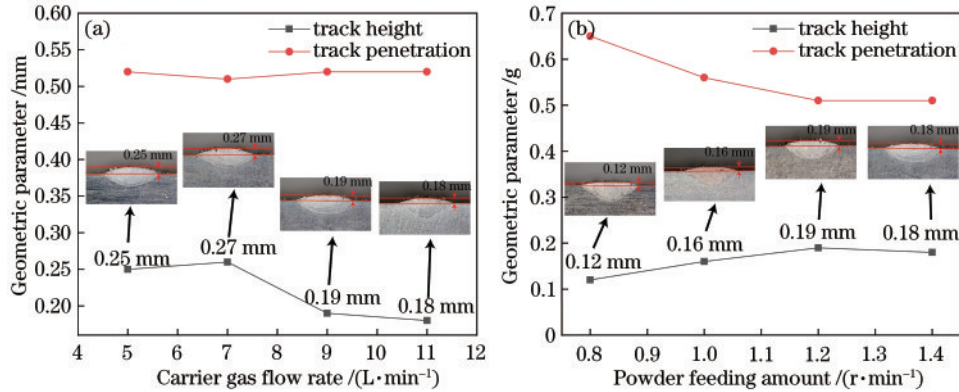 (a)
track height
track penetration
Geometric parameter /mm
0.60
0.55
0.50
0.45
0.40
0.35
0.30
0.25
0.20
0.25 mm
0.27 mm
0.19 mm
0.18 mm
0.25 mm
0.27 mm
0.19 mm
0.18 mm
4 5 6 7 8 9 10 11 12
Carrier gas flow rate /(L·min⁻¹)
(b)
track height
track penetration
Geometric parameter /g
0.7
0.6
0.5
0.4
0.3
0.2
0.1
0
0.12 mm
0.16 mm
0.19 mm
0.18 mm
0.12 mm
0.16 mm
0.19 mm
0.18 mm
0.8 1.0 1.2 1.4
Powder feeding amount /(r·min⁻¹)